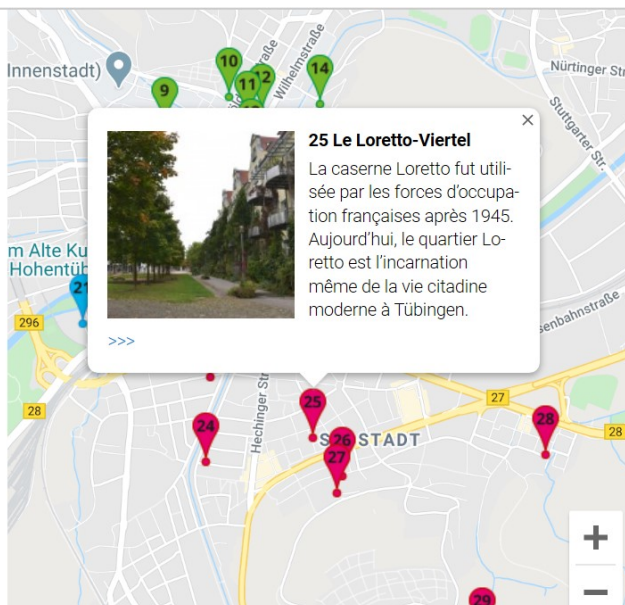 Innenstadt)
10
12
11
14
9
Wilhelmstraße
Nürtinger Str
Stuttgarter Str.
25 Le Loretto-Viertel
La caserne Loretto fut utili-
sée par les forces d'occupa-
tion françaises après 1945.
Aujourd'hui, le quartier Lo-
retto est l'incarnation
même de la vie citadine
moderne à Tübingen.
>>>
m Alte Ku
Hohentüb
21
296
senbahnstraße
28
Hechinger Str
27
25
24
26
27
28
28
29
+
−